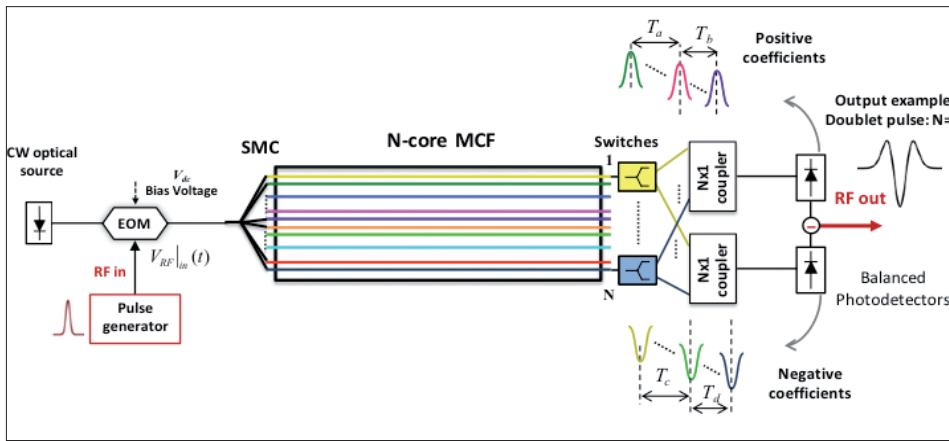 T_a
T_b
Positive
coefficients
Output example
Doublet pulse: N=
CW optical
source
SMC
N-core MCF
Switches
1
V_dc
Bias Voltage
EOM
Nx1
coupler
RF out
RF in
V_RF|_in (t)
N
Nx1
coupler
Balanced
Photodetectors
Pulse
generator
T_c
T_d
Negative
coefficients